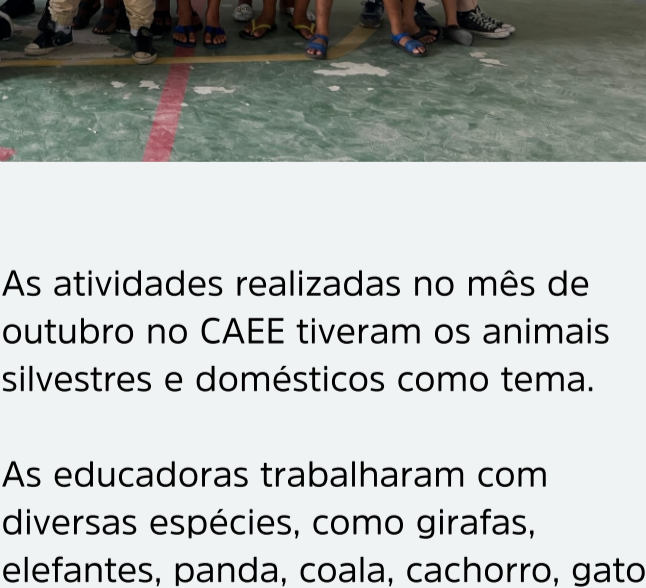 As atividades realizadas no mês de
outubro no CAEE tiveram os animais
silvestres e domésticos como tema.
As educadoras trabalharam com
diversas espécies, como girafas,
elefantes, panda, coala, cachorro, gato